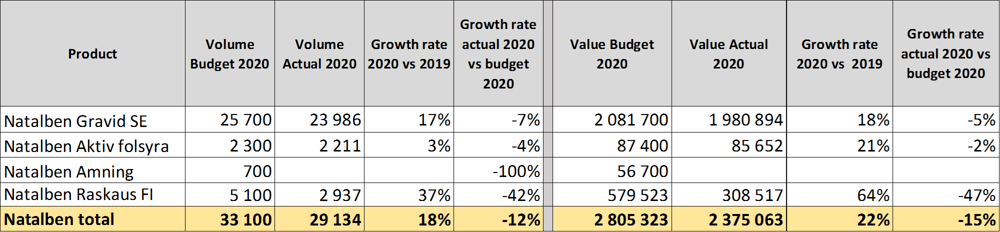 Product Volume Budget 2020 Volume Actual 2020 Growth rate 2020 vs 2019 Growth rate actual 2020 vs budget 2020 Value Budget 2020 Value Actual 2020 Growth rate 2020 vs 2019 Growth rate actual 2020 vs budget 2020
Natalben Gravid SE 25 700 23 986 17% -7% 2 081 700 1 980 894 18% -5%
Natalben Aktiv folsyra 2 300 2 211 3% -4% 87 400 85 652 21% -2%
Natalben Amning 700 -100% 56 700
Natalben Raskaus FI 5 100 2 937 37% -42% 579 523 308 517 64% -47%
Natalben total 33 100 29 134 18% -12% 2 805 323 2 375 063 22% -15%